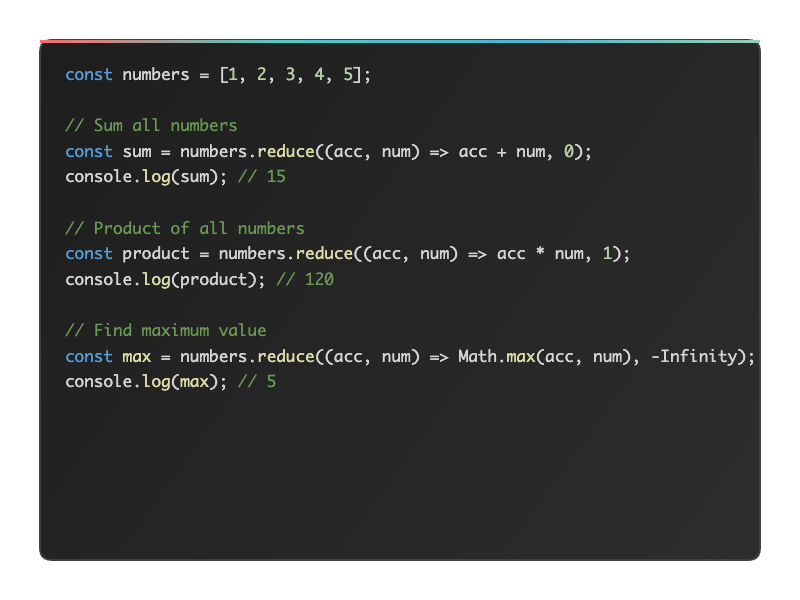 const numbers = [1, 2, 3, 4, 5];
// Sum all numbers
const sum = numbers.reduce((acc, num) => acc + num, 0);
console.log(sum); // 15
// Product of all numbers
const product = numbers.reduce((acc, num) => acc * num, 1);
console.log(product); // 120
// Find maximum value
const max = numbers.reduce((acc, num) => Math.max(acc, num), -Infinity);
console.log(max); // 5